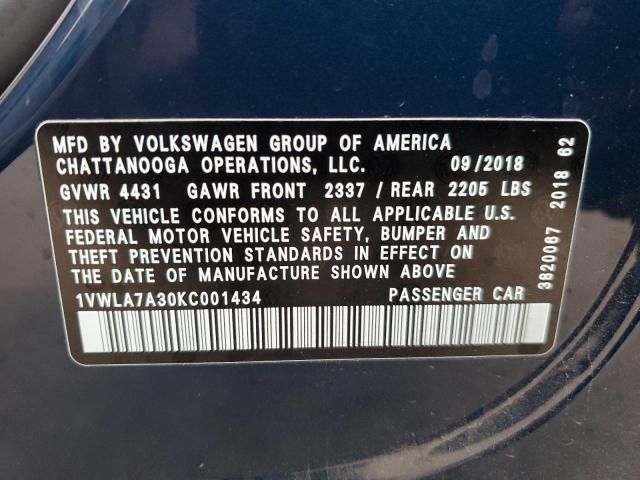 MFD BY VOLKSWAGEN GROUP OF AMERICA
CHATTANOOGA OPERATIONS, LLC. 09/2018
GVWR 4431 GAWR FRONT 2337 / REAR 2205 LBS
THIS VEHICLE CONFORMS TO ALL APPLICABLE U.S.
FEDERAL MOTOR VEHICLE SAFETY, BUMPER AND
THEFT PREVENTION STANDARDS IN EFFECT ON
THE DATE OF MANUFACTURE SHOWN ABOVE
1VWLA7A30KC001434 PASSENGER CAR
3820067 2018 62